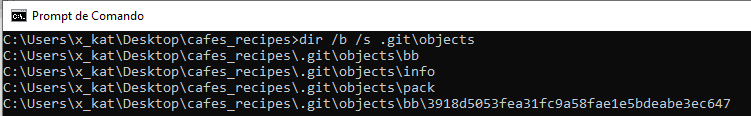 Prompt de Comando
C:\Users\x_kat\Desktop\cafes_recipes>dir /b /s .git\objects
C:\Users\x_kat\Desktop\cafes_recipes\.git\objects\bb
C:\Users\x_kat\Desktop\cafes_recipes\.git\objects\info
C:\Users\x_kat\Desktop\cafes_recipes\.git\objects\pack
C:\Users\x_kat\Desktop\cafes_recipes\.git\objects\bb\3918d5053fea31fc9a58fae1e5bdeabe3ec647